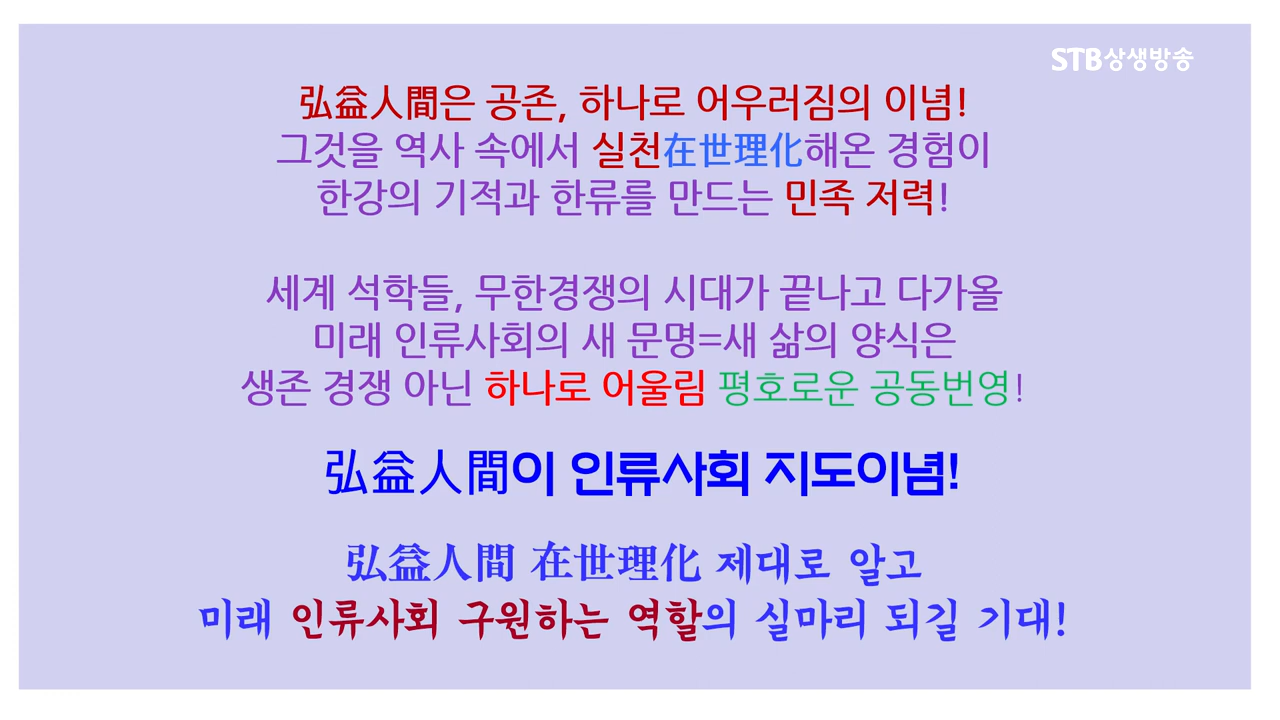 STB상생방송
弘益人間은 공존, 하나로 어우러짐의 이념!
그것을 역사 속에서 실천在世理化해온 경험이
한강의 기적과 한류를 만드는 민족 저력!
세계 석학들, 무한경쟁의 시대가 끝나고 다가올
미래 인류사회의 새 문명=새 삶의 양식은
생존 경쟁 아닌 하나로 어울림 평호로운 공동번영!
弘益人間이 인류사회 지도이념!
弘益人間 在世理化 제대로 알고
미래 인류사회 구원하는 역할의 실마리 되길 기대!